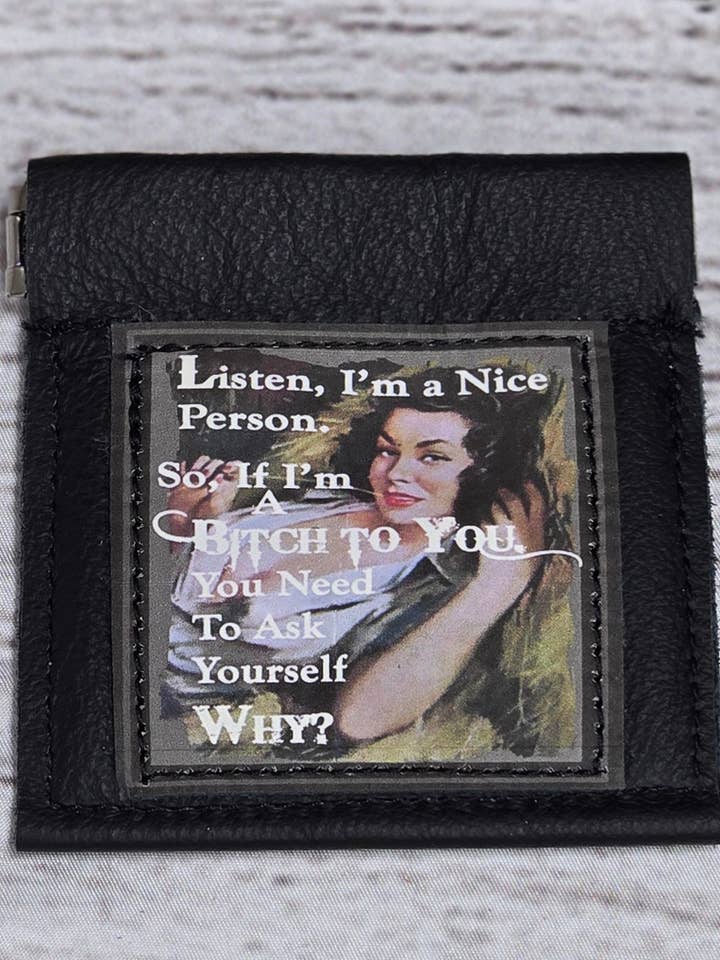 Listen, I'm a Nice
Person.
So, If I'm
A
Bitch to You.
You Need
To Ask
Yourself
Why?